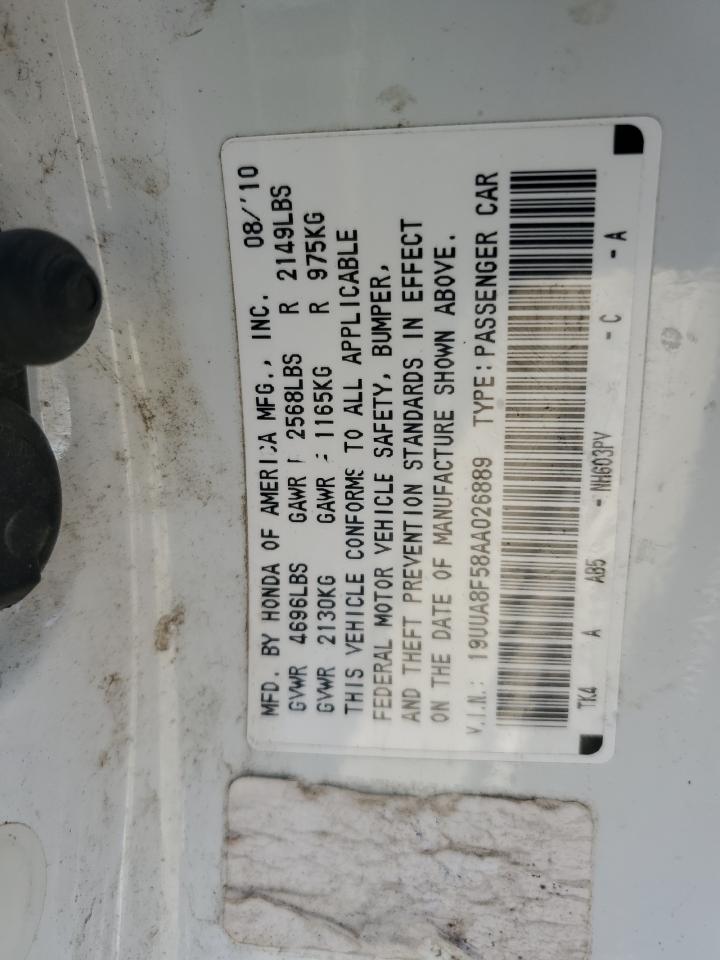 MFD. BY HONDA OF AMERICA MFG., INC. 08/'10
GVWR 4696LBS GAWR F 2568LBS R 2149LBS
GVWR 2130KG GAWR F 1165KG R 975KG
THIS VEHICLE CONFORMS TO ALL APPLICABLE
FEDERAL MOTOR VEHICLE SAFETY, BUMPER,
AND THEFT PREVENTION STANDARDS IN EFFECT
ON THE DATE OF MANUFACTURE SHOWN ABOVE.
V.I.N.: 19UUA8F58AA026889 TYPE:PASSENGER CAR
TK4 A AB5 - NH603PV - C - A